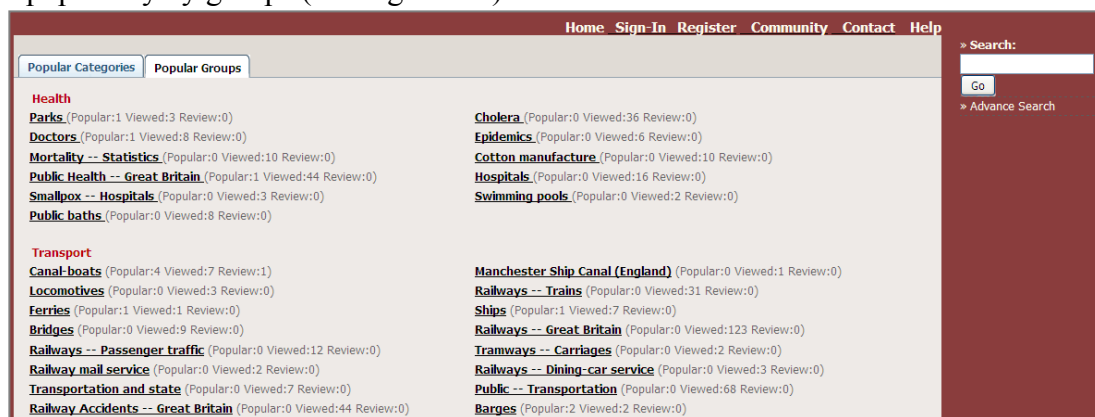 Home Sign-In Register Community Contact Help
» Search:
Go
» Advance Search
Popular Categories Popular Groups
Health
Parks (Popular:1 Viewed:3 Review:0) Cholera (Popular:0 Viewed:36 Review:0)
Doctors (Popular:1 Viewed:8 Review:0) Epidemics (Popular:0 Viewed:6 Review:0)
Mortality -- Statistics (Popular:0 Viewed:10 Review:0) Cotton manufacture (Popular:0 Viewed:10 Review:0)
Public Health -- Great Britain (Popular:1 Viewed:44 Review:0) Hospitals (Popular:0 Viewed:16 Review:0)
Smallpox -- Hospitals (Popular:0 Viewed:3 Review:0) Swimming pools (Popular:0 Viewed:2 Review:0)
Public baths (Popular:0 Viewed:8 Review:0)
Transport
Canal-boats (Popular:4 Viewed:7 Review:1) Manchester Ship Canal (England) (Popular:0 Viewed:1 Review:0)
Locomotives (Popular:0 Viewed:3 Review:0) Railways -- Trains (Popular:0 Viewed:31 Review:0)
Ferries (Popular:1 Viewed:1 Review:0) Ships (Popular:1 Viewed:7 Review:0)
Bridges (Popular:0 Viewed:9 Review:0) Railways -- Great Britain (Popular:0 Viewed:123 Review:0)
Railways -- Passenger traffic (Popular:0 Viewed:12 Review:0) Tramways -- Carriages (Popular:0 Viewed:2 Review:0)
Railway mail service (Popular:0 Viewed:2 Review:0) Railways -- Dining-car service (Popular:0 Viewed:3 Review:0)
Transportation and state (Popular:0 Viewed:7 Review:0) Public -- Transportation (Popular:0 Viewed:68 Review:0)
Railway Accidents -- Great Britain (Popular:0 Viewed:44 Review:0) Barges (Popular:2 Viewed:2 Review:0)